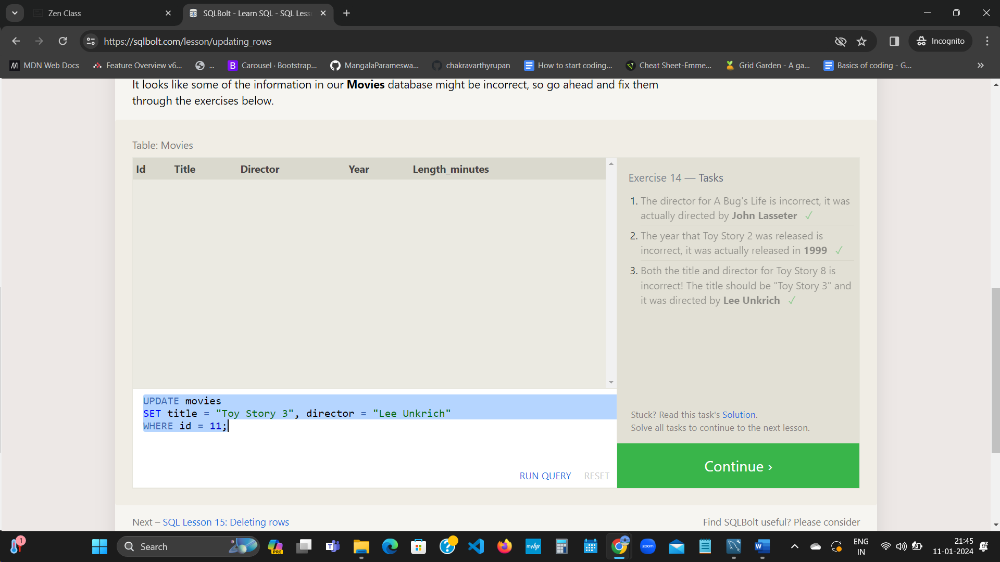 Zen Class
SQLBolt - Learn SQL - SQL Less
https://sqlbolt.com/lesson/updating_rows
Incognito
MDN Web Docs
Feature Overview v6...
...
Carousel · Bootstrap...
MangalaParameswa...
chakravarthyrupan
How to start coding...
Cheat Sheet-Emme...
Grid Garden - A ga...
Basics of coding - G...
It looks like some of the information in our Movies database might be incorrect, so go ahead and fix them
through the exercises below.
Table: Movies
Id Title Director Year Length_minutes
Exercise 14 — Tasks
1. The director for A Bug's Life is incorrect, it was
actually directed by John Lasseter ✓
2. The year that Toy Story 2 was released is
incorrect, it was actually released in 1999 ✓
3. Both the title and director for Toy Story 8 is
incorrect! The title should be "Toy Story 3" and
it was directed by Lee Unkrich ✓
UPDATE movies
SET title = "Toy Story 3", director = "Lee Unkrich"
WHERE id = 11;
RUN QUERY RESET
Stuck? Read this task's Solution.
Solve all tasks to continue to the next lesson.
Continue ›
Next – SQL Lesson 15: Deleting rows
Find SQLBolt useful? Please consider
1
Search
PRE
myhp
zoom
ENG
IN
21:45
11-01-2024